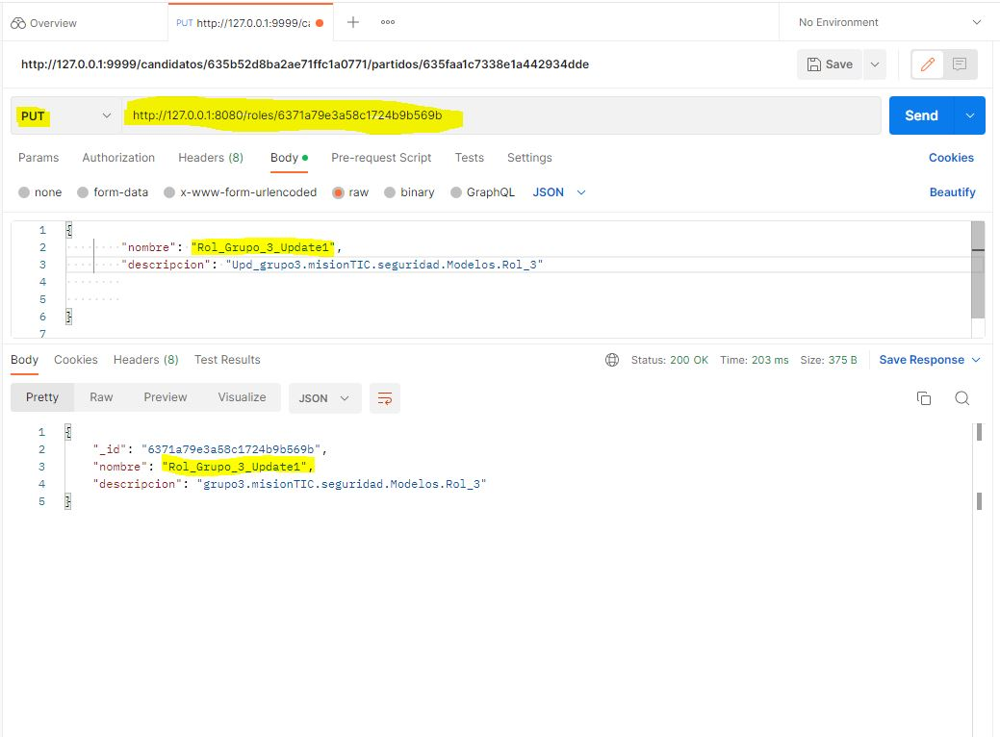 Overview
PUT http://127.0.0.1:9999/ca
No Environment
http://127.0.0.1:9999/candidatos/635b52d8ba2ae71ffc1a0771/partidos/635faa1c7338e1a442934dde
Save
PUT
http://127.0.0.1:8080/roles/6371a79e3a58c1724b9b569b
Send
Params Authorization Headers (8) Body Pre-request Script Tests Settings Cookies
none form-data x-www-form-urlencoded raw binary GraphQL JSON Beautify
1 {
2 "nombre": "Rol_Grupo_3_Update1",
3 "descripcion": "Upd_grupo3.misionTIC.seguridad.Modelos.Rol_3"
4
5
6 }
7
Body Cookies Headers (8) Test Results Status: 200 OK Time: 203 ms Size: 375 B Save Response
Pretty Raw Preview Visualize JSON
1 {
2 "_id": "6371a79e3a58c1724b9b569b",
3 "nombre": "Rol_Grupo_3_Update1",
4 "descripcion": "grupo3.misionTIC.seguridad.Modelos.Rol_3"
5 }